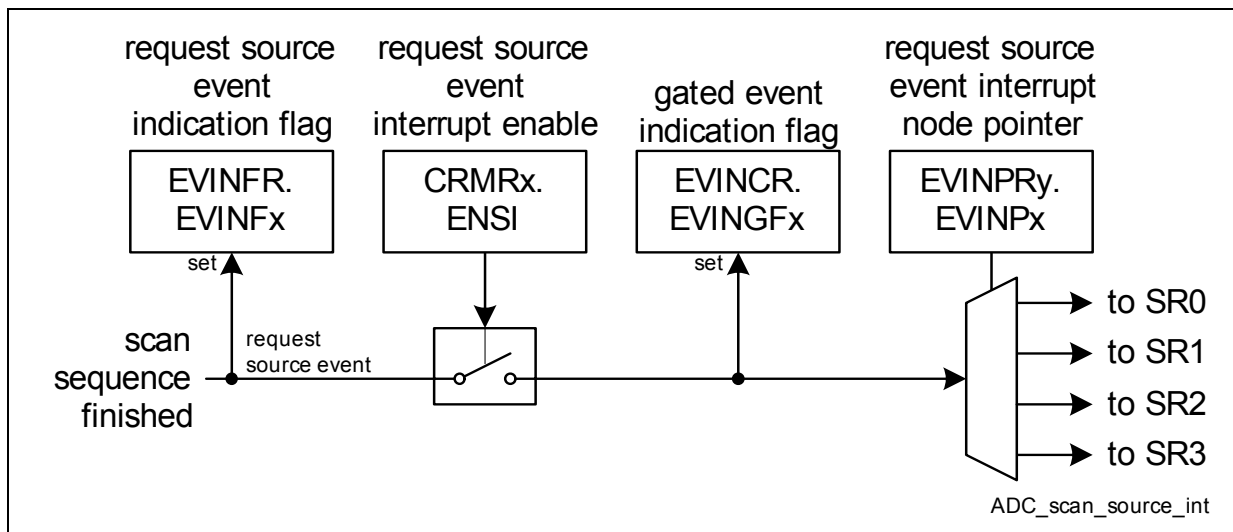 request source
event
indication flag
EVINFR.
EVINFx
set
request source
event
interrupt enable
CRMRx.
ENSI
gated event
indication flag
EVINCR.
EVINGFx
set
request source
event interrupt
node pointer
EVINPRy.
EVINPx
scan
sequence
finished
request
source event
to SR0
to SR1
to SR2
to SR3
ADC_scan_source_int